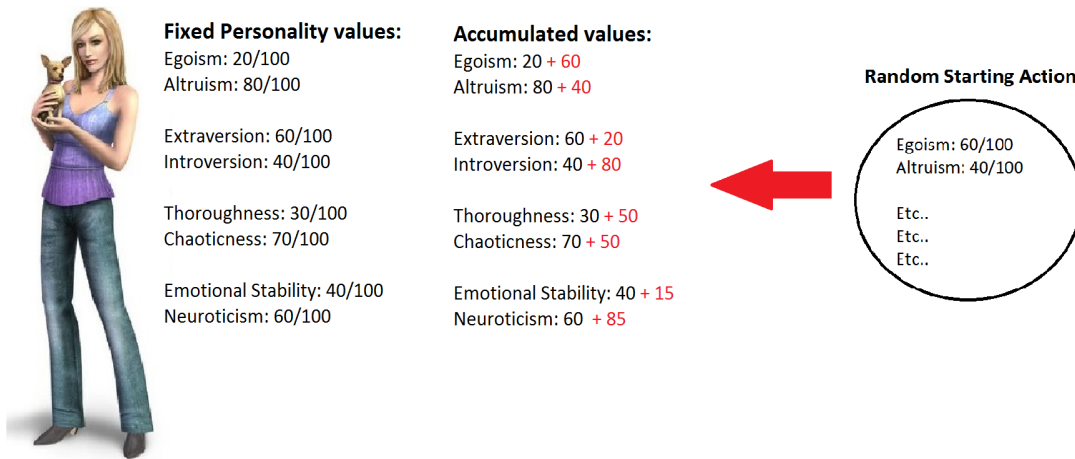 Fixed Personality values:
Egoism: 20/100
Altruism: 80/100
Extraversion: 60/100
Introversion: 40/100
Thoroughness: 30/100
Chaoticness: 70/100
Emotional Stability: 40/100
Neuroticism: 60/100
Accumulated values:
Egoism: 20 + 60
Altruism: 80 + 40
Extraversion: 60 + 20
Introversion: 40 + 80
Thoroughness: 30 + 50
Chaoticness: 70 + 50
Emotional Stability: 40 + 15
Neuroticism: 60 + 85
Random Starting Action
Egoism: 60/100
Altruism: 40/100
Etc..
Etc..
Etc..